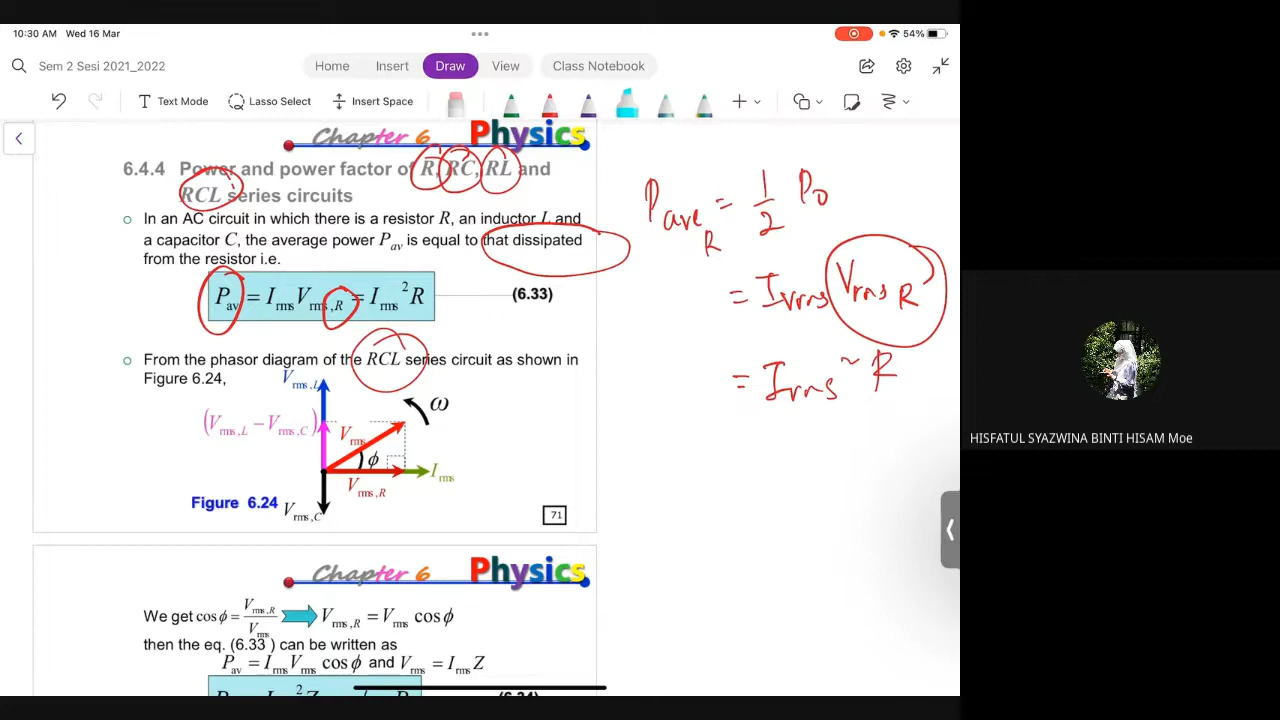 10:30 AM Wed 16 Mar
54%
Sem 2 Sesi 2021_2022
Home Insert Draw View Class Notebook
Text Mode Lasso Select Insert Space
Chapter 6 Physics
6.4.4 Power and power factor of R, RC, RL and
RCL series circuits
In an AC circuit in which there is a resistor R, an inductor L and
a capacitor C, the average power Pav is equal to that dissipated
from the resistor i.e.
Pav = Irms Vrms,R = Irms²R (6.33)
From the phasor diagram of the RCL series circuit as shown in
Figure 6.24,
Vrms,L
ω
(Vrms,L − Vrms,C)
Vrms
ϕ
Irms
Vrms,R
Figure 6.24
Vrms,C
71
Chapter 6 Physics
We get cosϕ = Vrms,R / Vrms Vrms,R = Vrms cosϕ
then the eq. (6.33 ) can be written as
Pav = Irms Vrms cosϕ and Vrms = Irms Z
Pave R = 1/2 P0
= Irms Vrms R
= Irms² R
HISFATUL SYAZWINA BINTI HISAM Moe